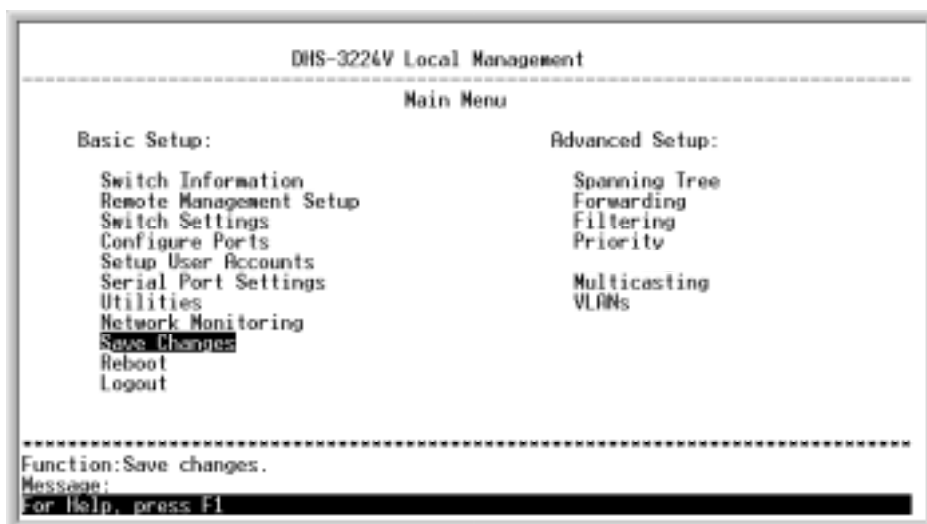 DHS-3224V Local Management
Main Menu
Basic Setup:
Switch Information
Remote Management Setup
Switch Settings
Configure Ports
Setup User Accounts
Serial Port Settings
Utilities
Network Monitoring
Save Changes
Reboot
Logout
Advanced Setup:
Spanning Tree
Forwarding
Filtering
Priority
Multicasting
VLANs
Function:Save changes.
Message:
For Help, press F1